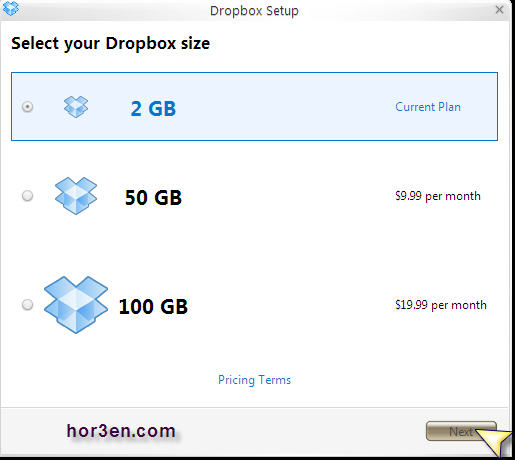 Dropbox Setup
Select your Dropbox size
2 GB Current Plan
50 GB $9.99 per month
100 GB $19.99 per month
Pricing Terms
hor3en.com Next